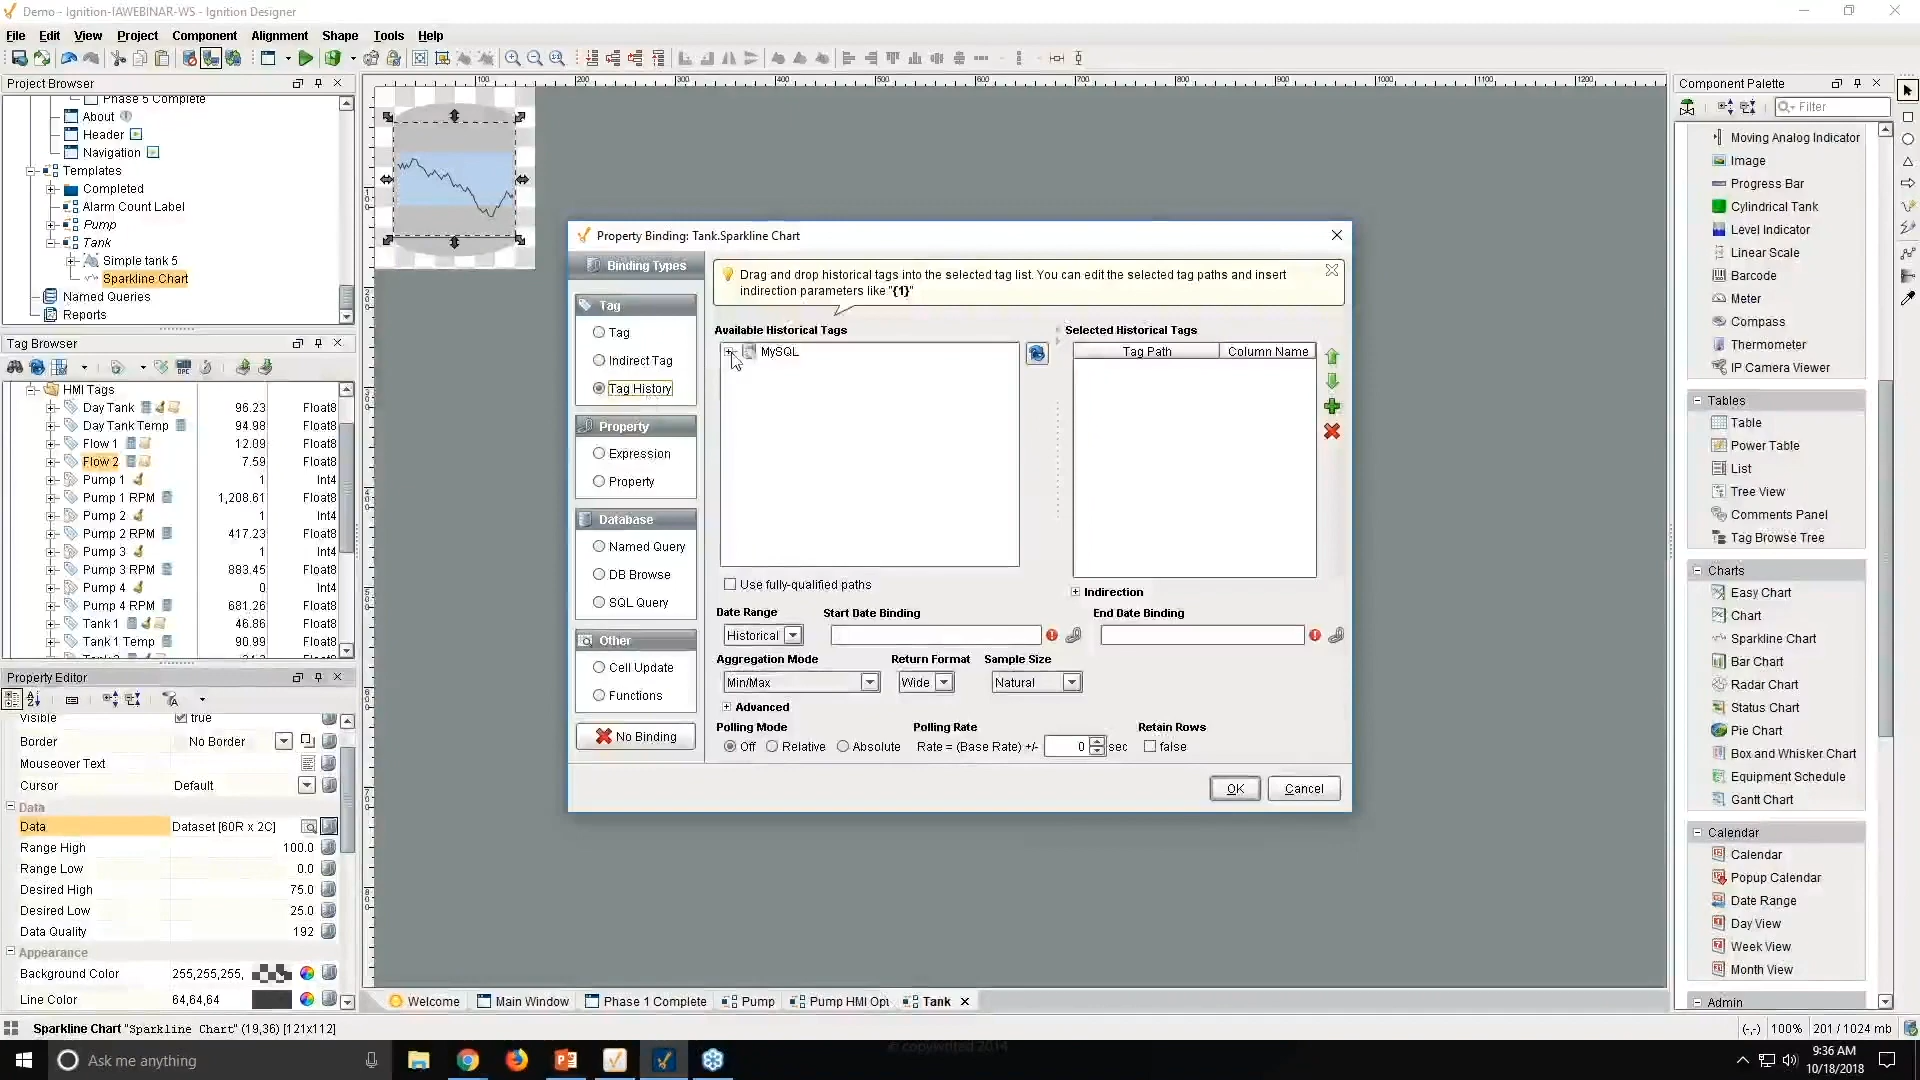 Demo - Ignition-IAWEBINAR-WS - Ignition Designer
File Edit View Project Component Alignment Shape Tools Help
Project Browser
Phase 5 Complete
About
Header
Navigation
Templates
Completed
Alarm Count Label
Pump
Tank
Simple tank 5
Sparkline Chart
Named Queries
Reports
Tag Browser
HMI Tags
Day Tank 96.23 Float8
Day Tank Temp 94.98 Float8
Flow 1 12.09 Float8
Flow 2 7.59 Float8
Pump 1 1 Int4
Pump 1 RPM 1,208.61 Float8
Pump 2 1 Int4
Pump 2 RPM 417.23 Float8
Pump 3 1 Int4
Pump 3 RPM 883.45 Float8
Pump 4 0 Int4
Pump 4 RPM 681.26 Float8
Tank 1 46.86 Float8
Tank 1 Temp 90.99 Float8
Property Editor
Visible true
Border No Border
Mouseover Text
Cursor Default
Data
Data Dataset [60R x 2C]
Range High 100.0
Range Low 0.0
Desired High 75.0
Desired Low 25.0
Data Quality 192
Appearance
Background Color 255,255,255,
Line Color 64,64,64
100 200 300 400 500 600 700 800 900 1000 1100 1200
Property Binding: Tank.Sparkline Chart
Binding Types
Tag
Tag
Indirect Tag
Tag History
Property
Expression
Property
Database
Named Query
DB Browse
SQL Query
Other
Cell Update
Functions
No Binding
Drag and drop historical tags into the selected tag list. You can edit the selected tag paths and insert
indirection parameters like "{1}"
Available Historical Tags
MySQL
Selected Historical Tags
Tag Path Column Name
Use fully-qualified paths
Indirection
Date Range Start Date Binding End Date Binding
Historical
Aggregation Mode Return Format Sample Size
Min/Max Wide Natural
Advanced
Polling Mode Polling Rate Retain Rows
Off Relative Absolute Rate = (Base Rate) +/- 0 sec false
OK Cancel
Component Palette
Filter
Moving Analog Indicator
Image
Progress Bar
Cylindrical Tank
Level Indicator
Linear Scale
Barcode
Meter
Compass
Thermometer
IP Camera Viewer
Tables
Table
Power Table
List
Tree View
Comments Panel
Tag Browse Tree
Charts
Easy Chart
Chart
Sparkline Chart
Bar Chart
Radar Chart
Status Chart
Pie Chart
Box and Whisker Chart
Equipment Schedule
Gantt Chart
Calendar
Calendar
Popup Calendar
Date Range
Day View
Week View
Month View
Admin
Welcome Main Window Phase 1 Complete Pump Pump HMI Opt Tank
Sparkline Chart "Sparkline Chart" (19,36) [121x112]
(-,-) 100% 201 / 1024 mb
Ask me anything
© copywrited 2014
9:36 AM
10/18/2018